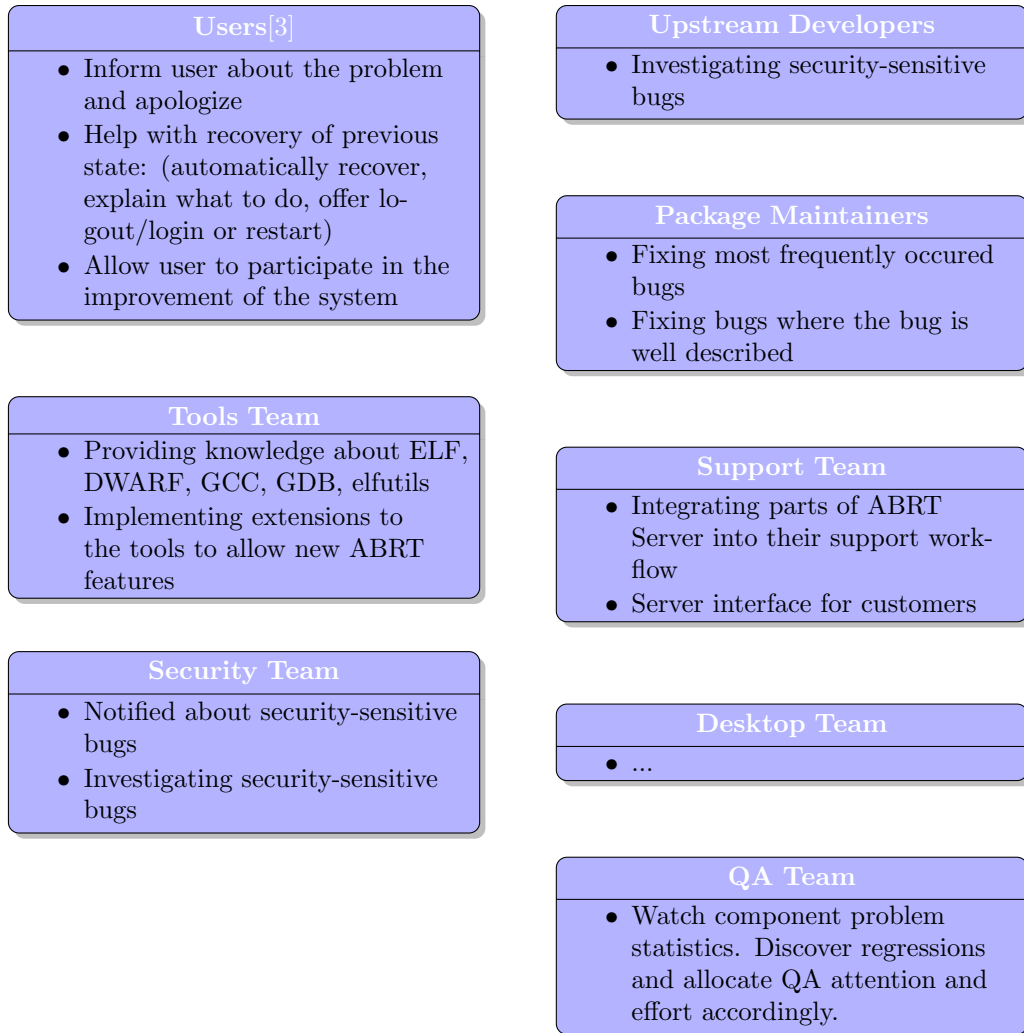 Users[3]
• Inform user about the problem
and apologize
• Help with recovery of previous
state: (automatically recover,
explain what to do, offer lo-
gout/login or restart)
• Allow user to participate in the
improvement of the system
Tools Team
• Providing knowledge about ELF,
DWARF, GCC, GDB, elfutils
• Implementing extensions to
the tools to allow new ABRT
features
Security Team
• Notified about security-sensitive
bugs
• Investigating security-sensitive
bugs
Upstream Developers
• Investigating security-sensitive
bugs
Package Maintainers
• Fixing most frequently occured
bugs
• Fixing bugs where the bug is
well described
Support Team
• Integrating parts of ABRT
Server into their support work-
flow
• Server interface for customers
Desktop Team
• ...
QA Team
• Watch component problem
statistics. Discover regressions
and allocate QA attention and
effort accordingly.